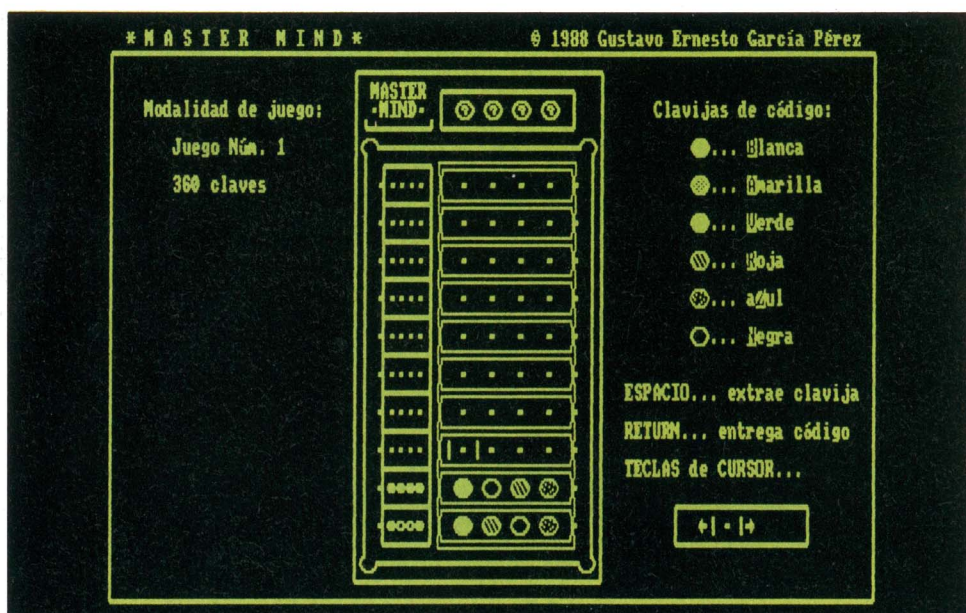 *MASTER MIND*
© 1988 Gustavo Ernesto García Pérez
Modalidad de juego:
Juego Núm. 1
360 claves
MASTER
·MIND·
? ? ? ?
Clavijas de código:
... Blanca
... Amarilla
... Verde
... Roja
... aZul
... Negra
ESPACIO... extrae clavija
RETURN... entrega código
TECLAS de CURSOR...